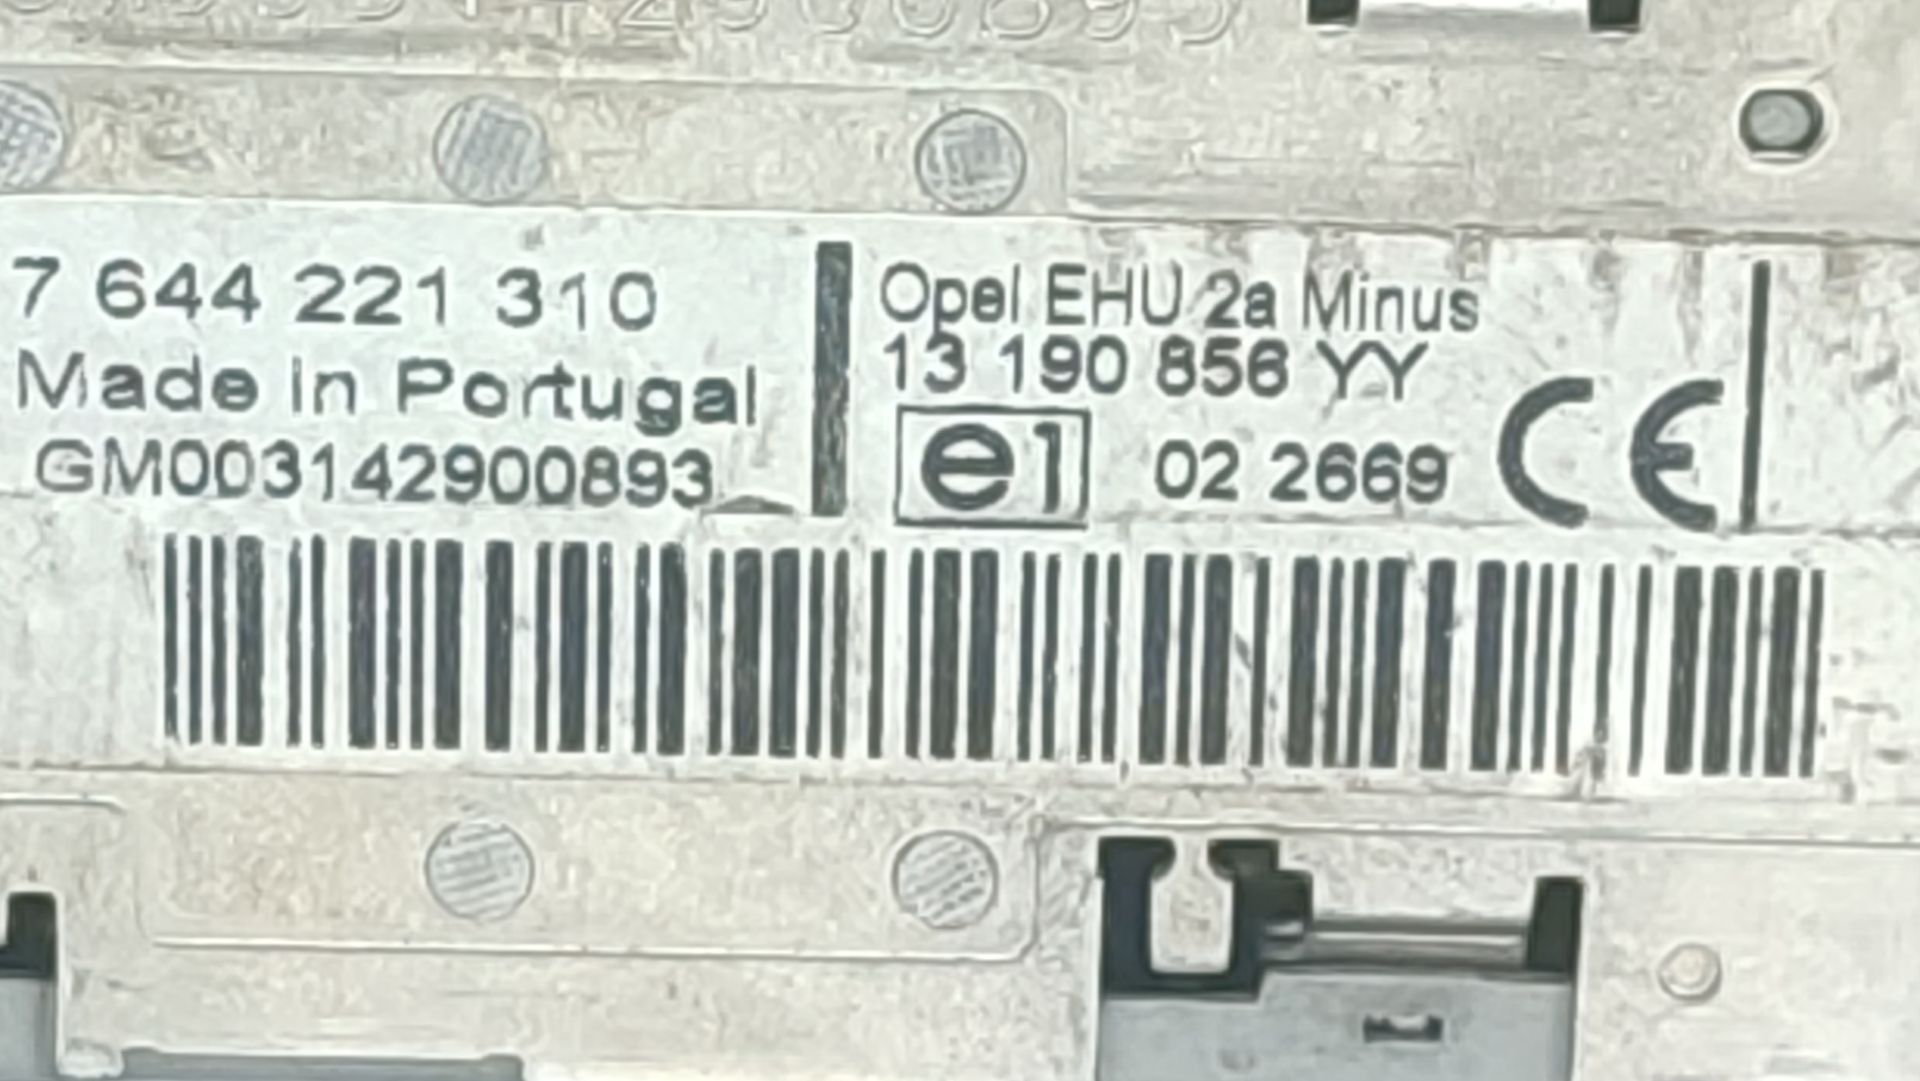 7 644 221 310
Made in Portugal
GM003142900893
Opel EHU 2a Minus
13 190 856 YY
e1 02 2669 CE